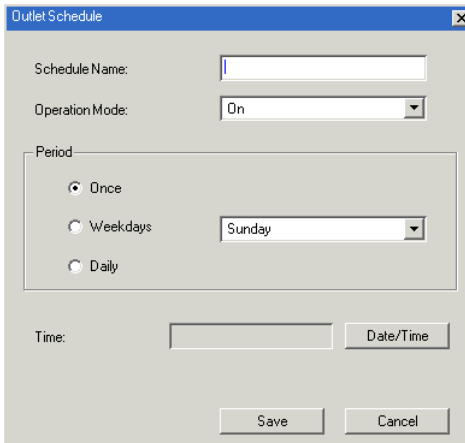 Outlet Schedule
Schedule Name:
Operation Mode: On
Period
Once
Weekdays Sunday
Daily
Time: Date/Time
Save Cancel